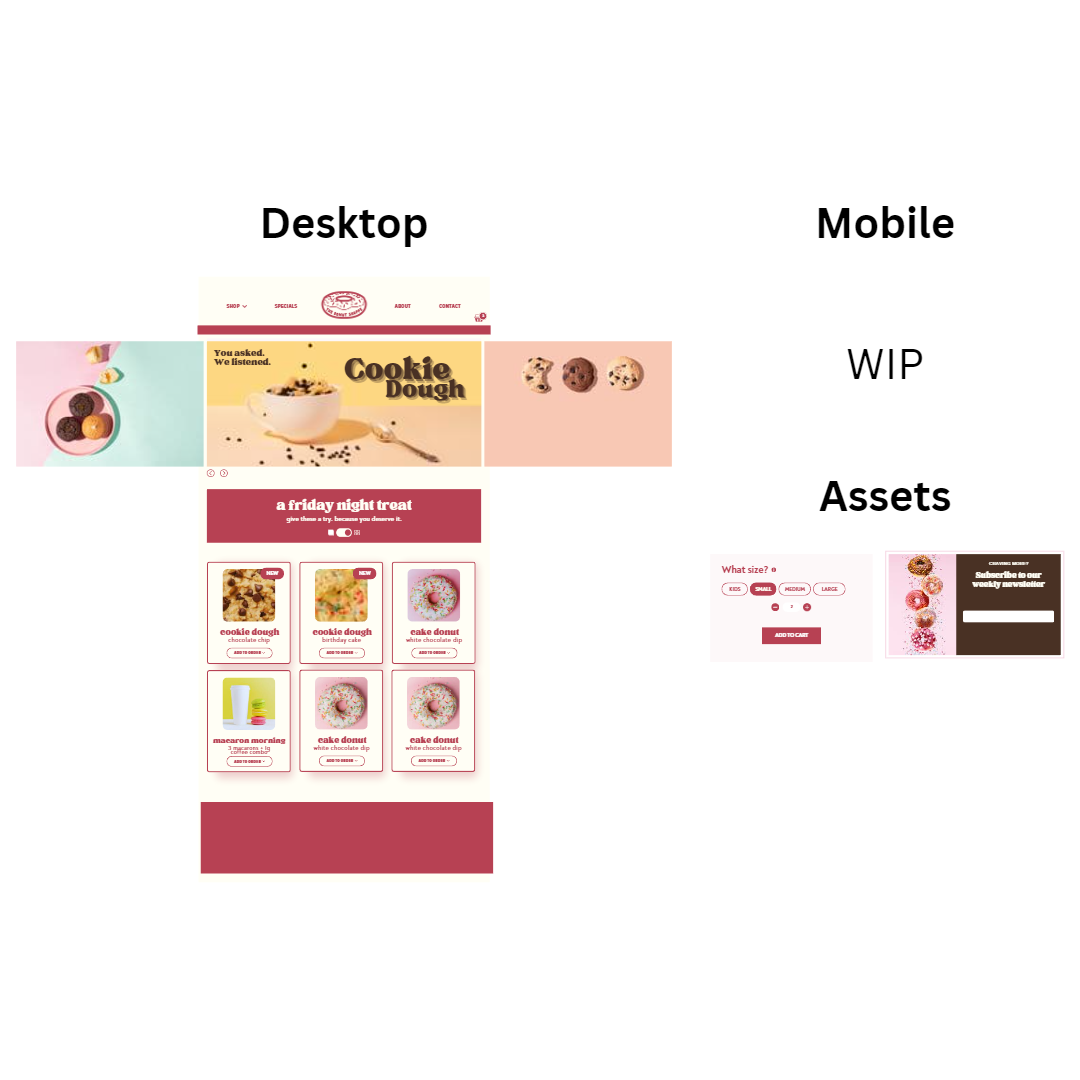 Desktop
Mobile
SHOP
SPECIALS
THE DONUT SHOPPE
ABOUT
CONTACT
You asked.
We listened.
Cookie
Dough
WIP
a friday night treat
give these a try. because you deserve it.
NEW
cookie dough
chocolate chip
ADD TO ORDER
NEW
cookie dough
birthday cake
ADD TO ORDER
cake donut
white chocolate dip
ADD TO ORDER
macaron morning
3 macarons + lg
coffee combo
ADD TO ORDER
cake donut
white chocolate dip
ADD TO ORDER
cake donut
white chocolate dip
ADD TO ORDER
Assets
What size?
KIDS
SMALL
MEDIUM
LARGE
2
ADD TO CART
CRAVING MORE?
Subscribe to our
weekly newsletter